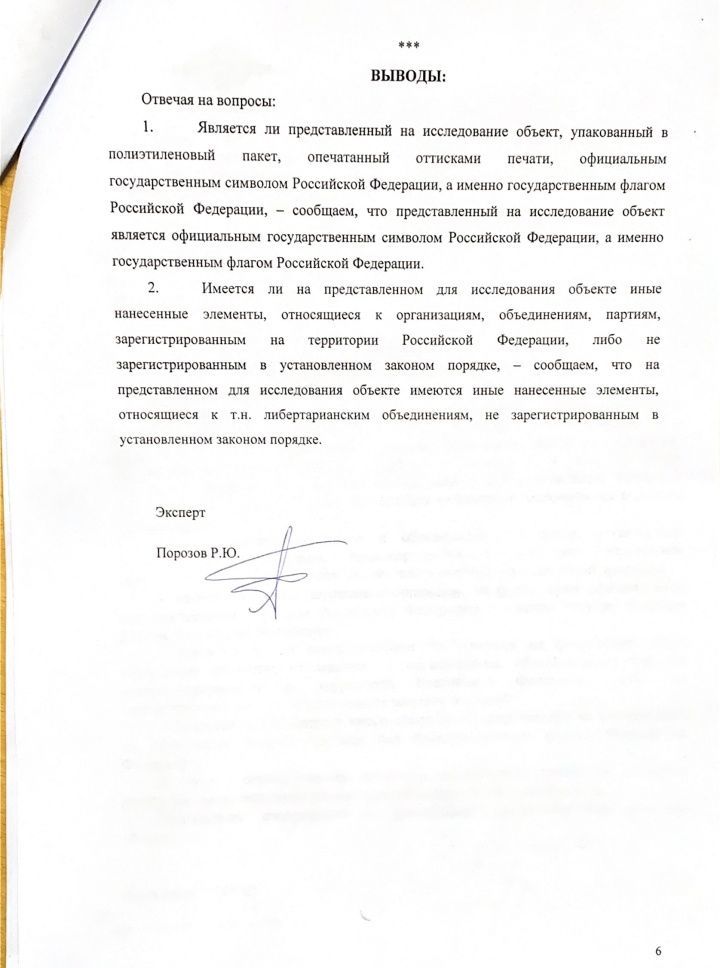 ***
ВЫВОДЫ:
Отвечая на вопросы:
1. Является ли представленный на исследование объект, упакованный в
полиэтиленовый пакет, опечатанный оттисками печати, официальным
государственным символом Российской Федерации, а именно государственным флагом
Российской Федерации, – сообщаем, что представленный на исследование объект
является официальным государственным символом Российской Федерации, а именно
государственным флагом Российской Федерации.
2. Имеется ли на представленном для исследования объекте иные
нанесенные элементы, относящиеся к организациям, объединениям, партиям,
зарегистрированным на территории Российской Федерации, либо не
зарегистрированным в установленном законом порядке, – сообщаем, что на
представленном для исследования объекте имеются иные нанесенные элементы,
относящиеся к т.н. либертарианским объединениям, не зарегистрированным в
установленном законом порядке.
Эксперт
Порозов Р.Ю.
6